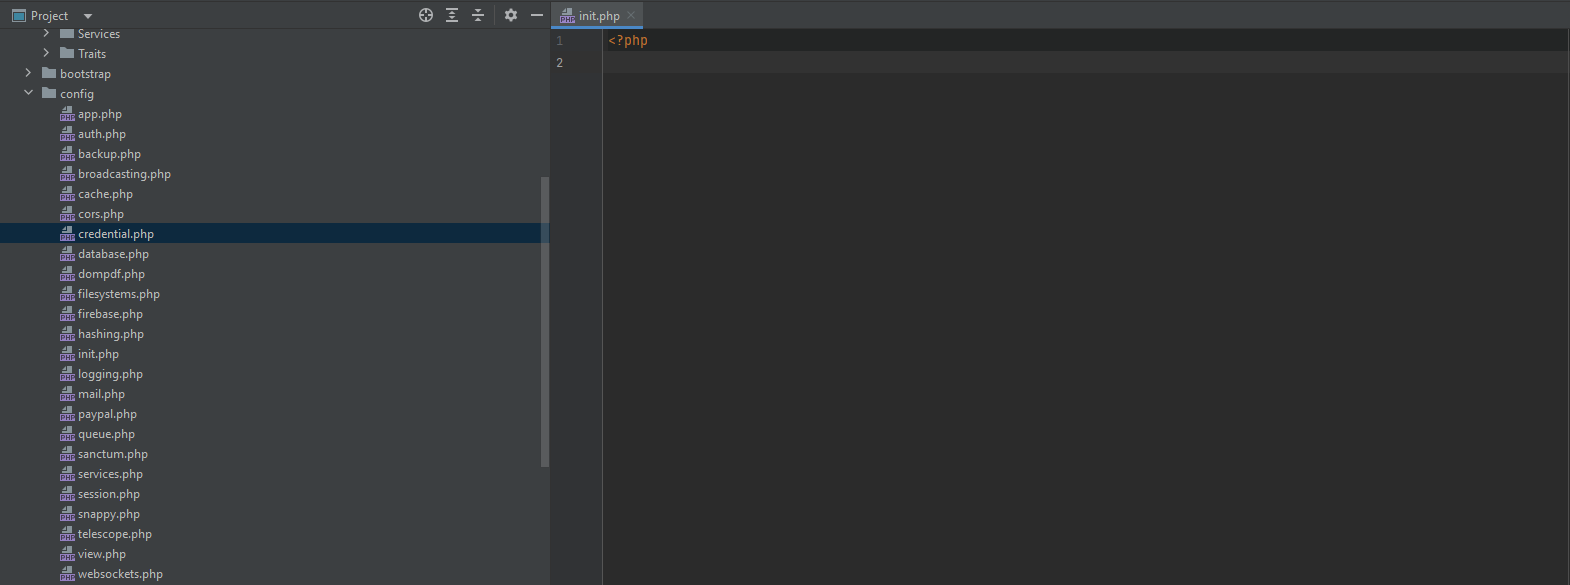 Project
init.php
Services
Traits
bootstrap
config
app.php
auth.php
backup.php
broadcasting.php
cache.php
cors.php
credential.php
database.php
dompdf.php
filesystems.php
firebase.php
hashing.php
init.php
logging.php
mail.php
paypal.php
queue.php
sanctum.php
services.php
session.php
snappy.php
telescope.php
view.php
websockets.php
1 <?php
2